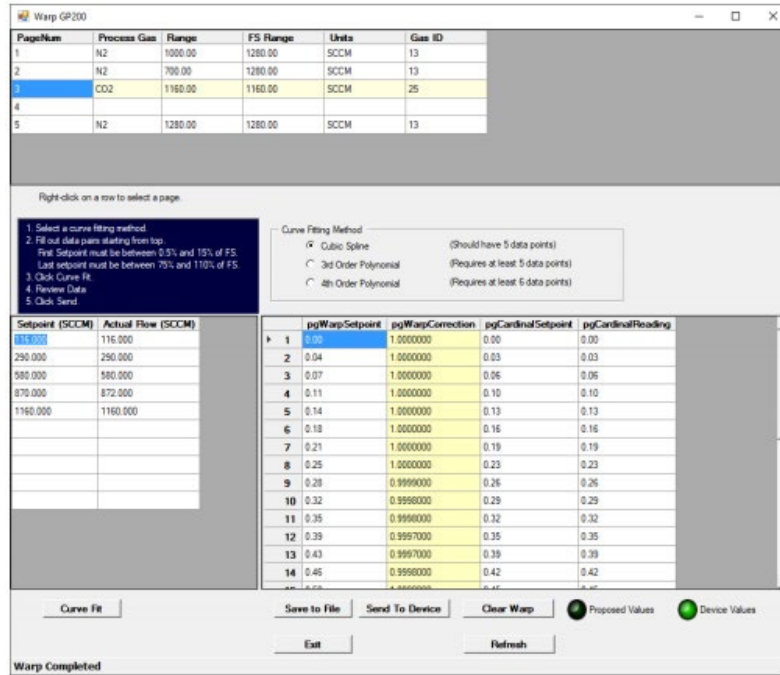 Warp GP200
PageNum Process Gas Range FS Range Units Gas ID
1 N2 1000.00 1280.00 SCCM 13
2 N2 700.00 1280.00 SCCM 13
3 CO2 1160.00 1160.00 SCCM 25
4
5 N2 1280.00 1280.00 SCCM 13
Right-click on a row to select a page.
1. Select a curve fitting method.
2. Fill out data pairs starting from top.
First Setpoint must be between 0.5% and 15% of FS.
Last setpoint must be between 75% and 110% of FS.
3. Click Curve Fit.
4. Review Data
5. Click Send.
Curve Fitting Method
Cubic Spline (Should have 5 data points)
3rd Order Polynomial (Requires at least 5 data points)
4th Order Polynomial (Requires at least 6 data points)
Setpoint (SCCM) Actual Flow (SCCM)
116.000 116.000
290.000 290.000
580.000 580.000
870.000 872.000
1160.000 1160.000
pgWarpSetpoint pgWarpCorrection pgCardinalSetpoint pgCardinalReading
1 0.00 1.0000000 0.00 0.00
2 0.04 1.0000000 0.03 0.03
3 0.07 1.0000000 0.06 0.06
4 0.11 1.0000000 0.10 0.10
5 0.14 1.0000000 0.13 0.13
6 0.18 1.0000000 0.16 0.16
7 0.21 1.0000000 0.19 0.19
8 0.25 1.0000000 0.23 0.23
9 0.28 0.9999000 0.26 0.26
10 0.32 0.9998000 0.29 0.29
11 0.35 0.9998000 0.32 0.32
12 0.39 0.9997000 0.35 0.35
13 0.43 0.9997000 0.39 0.39
14 0.46 0.9998000 0.42 0.42
Curve Fit Save to File Send To Device Clear Warp Proposed Values Device Values
Exit Refresh
Warp Completed